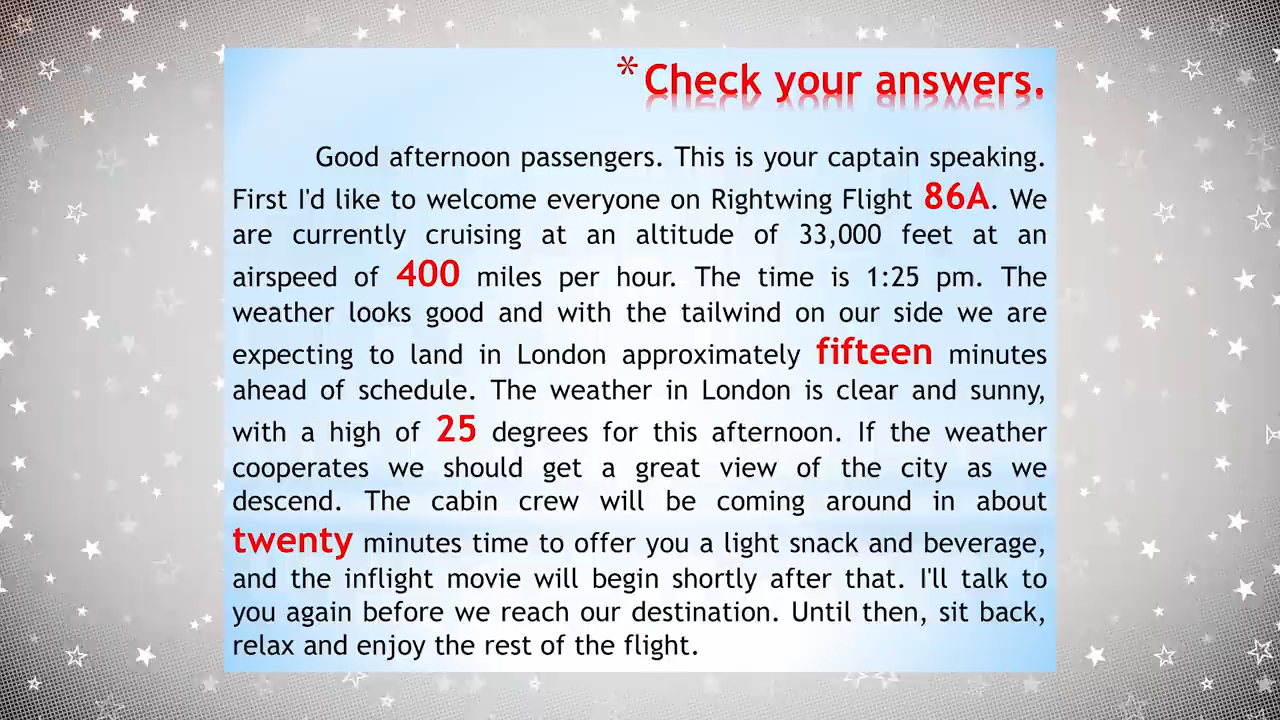 * Check your answers.
Good afternoon passengers. This is your captain speaking.
First I'd like to welcome everyone on Rightwing Flight 86A. We
are currently cruising at an altitude of 33,000 feet at an
airspeed of 400 miles per hour. The time is 1:25 pm. The
weather looks good and with the tailwind on our side we are
expecting to land in London approximately fifteen minutes
ahead of schedule. The weather in London is clear and sunny,
with a high of 25 degrees for this afternoon. If the weather
cooperates we should get a great view of the city as we
descend. The cabin crew will be coming around in about
twenty minutes time to offer you a light snack and beverage,
and the inflight movie will begin shortly after that. I'll talk to
you again before we reach our destination. Until then, sit back,
relax and enjoy the rest of the flight.